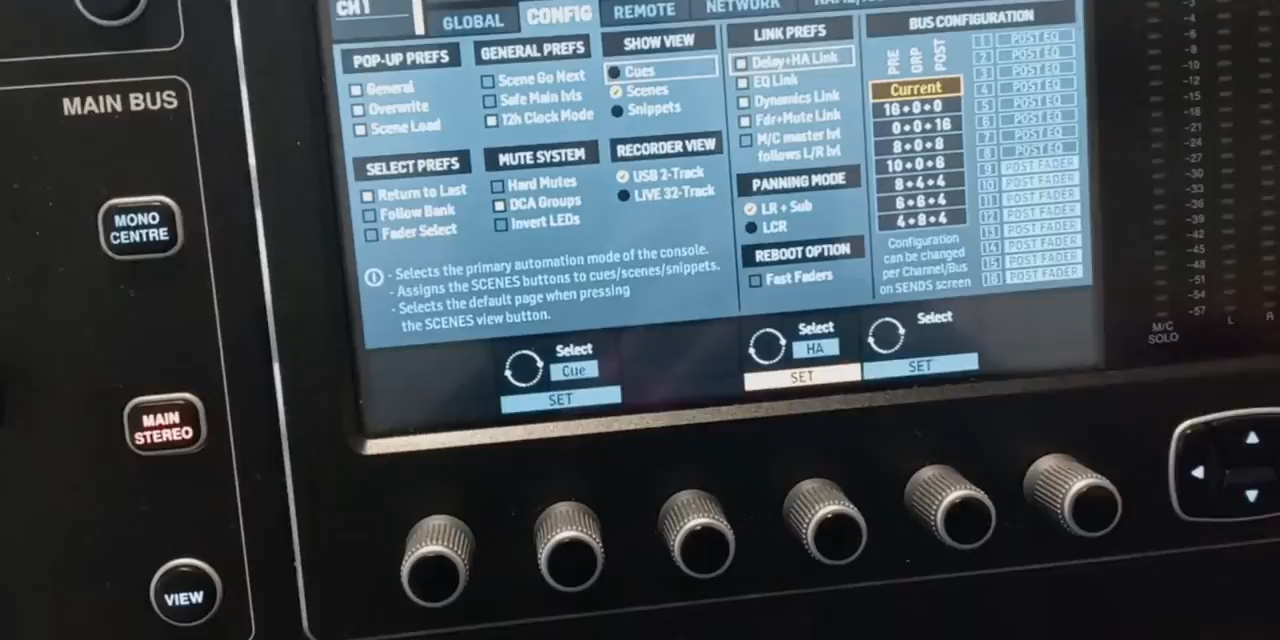 CH1
GLOBAL
CONFIG
REMOTE
NETWORK
POP-UP PREFS
General
Overwrite
Scene Load
SELECT PREFS
Return to Last
Follow Bank
Fader Select
GENERAL PREFS
Scene Go Next
Safe Main lvls
12h Clock Mode
MUTE SYSTEM
Hard Mutes
DCA Groups
Invert LEDs
SHOW VIEW
Cues
Scenes
Snippets
RECORDER VIEW
USB 2-Track
LIVE 32-Track
- Selects the primary automation mode of the console.
- Assigns the SCENES buttons to cues/scenes/snippets.
- Selects the default page when pressing
the SCENES view button.
LINK PREFS
Delay+HA Link
EQ Link
Dynamics Link
Fdr+Mute Link
M/C master lvl
follows L/R lvl
PANNING MODE
LR + Sub
LCR
REBOOT OPTION
Fast Faders
BUS CONFIGURATION
PRE
GRP
POST
Current
16+0+0
0+0+16
8+0+8
10+0+6
8+4+4
6+6+4
4+8+4
Configuration
can be changed
per Channel/Bus
on SENDS screen
1 POST EQ
2 POST EQ
3 POST EQ
4 POST EQ
5 POST EQ
6 POST EQ
7 POST EQ
8 POST EQ
9 POST FADER
10 POST FADER
11 POST FADER
12 POST FADER
13 POST FADER
14 POST FADER
15 POST FADER
16 POST FADER
Select
Cue
SET
Select
HA
SET
Select
SET
MAIN BUS
MONO
CENTRE
MAIN
STEREO
VIEW
-6
-8
-10
-12
-15
-18
-21
-24
-27
-30
-33
-36
-39
-42
-45
-48
-51
-54
-57
M/C
SOLO
L
R